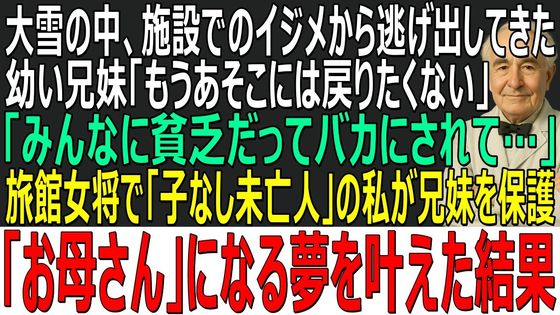 大雪の中、施設でのイジメから逃げ出してきた
幼い兄妹「もうあそこには戻りたくない」
「みんなに貧乏だってバカにされて…」
旅館女将で「子なし未亡人」の私が兄妹を保護
「お母さん」になる夢を叶えた結果